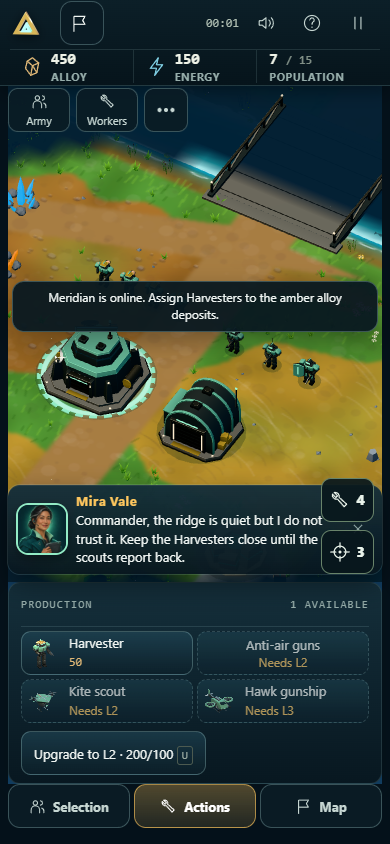 00:01
450
ALLOY
150
ENERGY
7 / 15
POPULATION
Army
Workers
Meridian is online. Assign Harvesters to the amber alloy
deposits.
Mira Vale
Commander, the ridge is quiet but I do not
trust it. Keep the Harvesters close until the
scouts report back.
4
3
PRODUCTION
1 AVAILABLE
Harvester
50
Anti-air guns
Needs L2
Kite scout
Needs L2
Hawk gunship
Needs L3
Upgrade to L2 · 200/100 U
Selection
Actions
Map